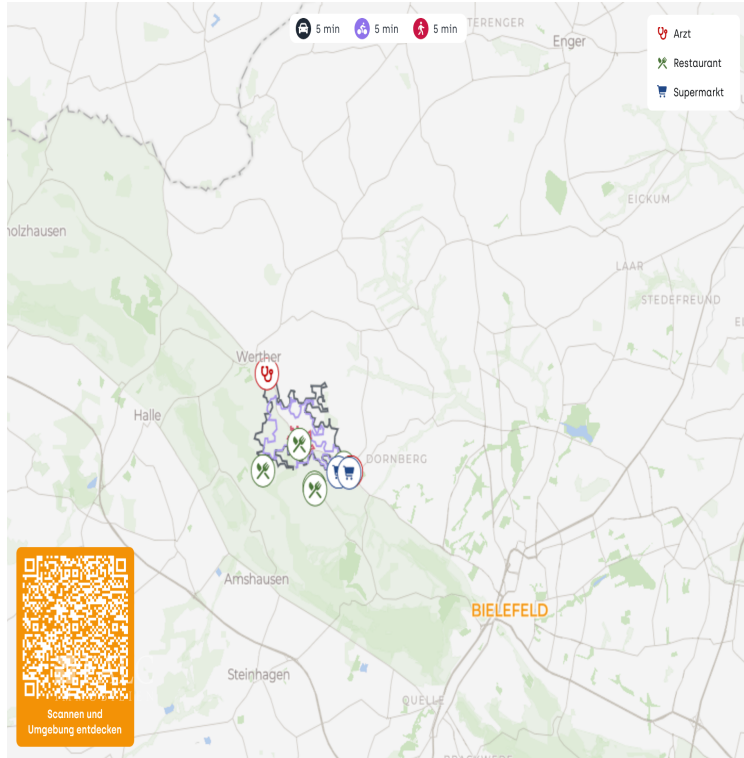 5 min
5 min
5 min
TERENGER
Enger
Arzt
Restaurant
Supermarkt
EICKUM
holzhausen
LAAR
STEDEFREUND
Werther
Halle
DORNBERG
Amshausen
BIELEFELD
Steinhagen
QUELLE
Scannen und
Umgebung entdecken